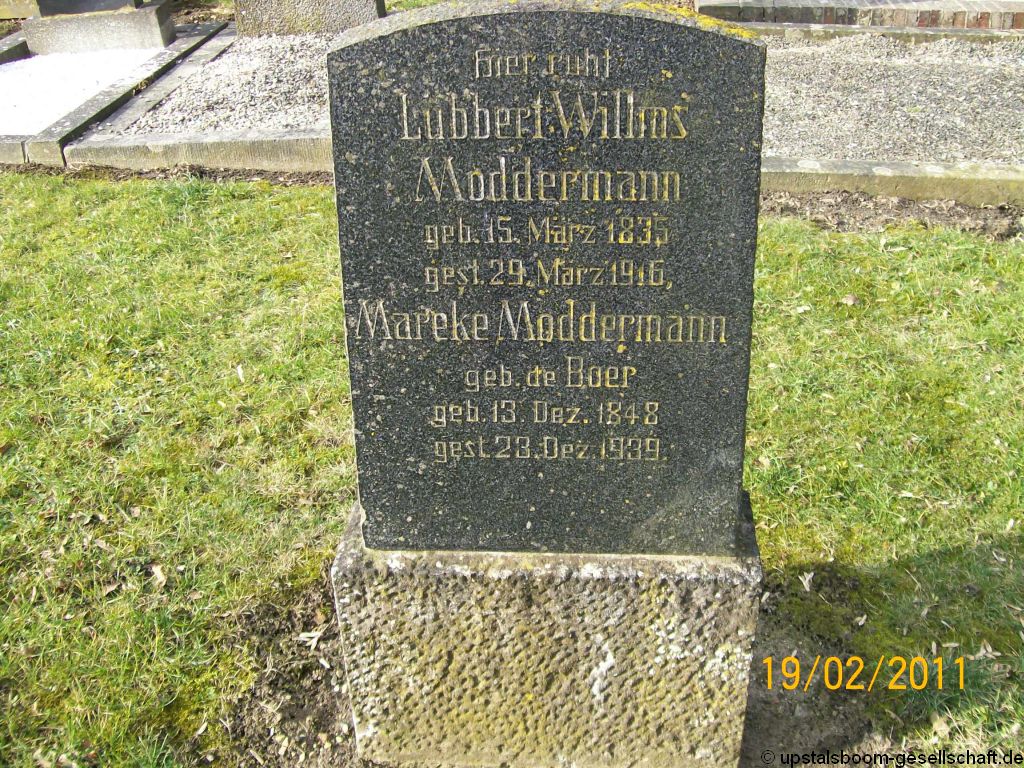 Hier ruht
Lübbert Willms
Moddermann
geb. 15. März 1835
gest. 29. März 1916,
Mareke Moddermann
geb. de Boer
geb. 13. Dez. 1848
gest. 23. Dez. 1939.
19/02/2011
© upstalsboom-gesellschaft.de